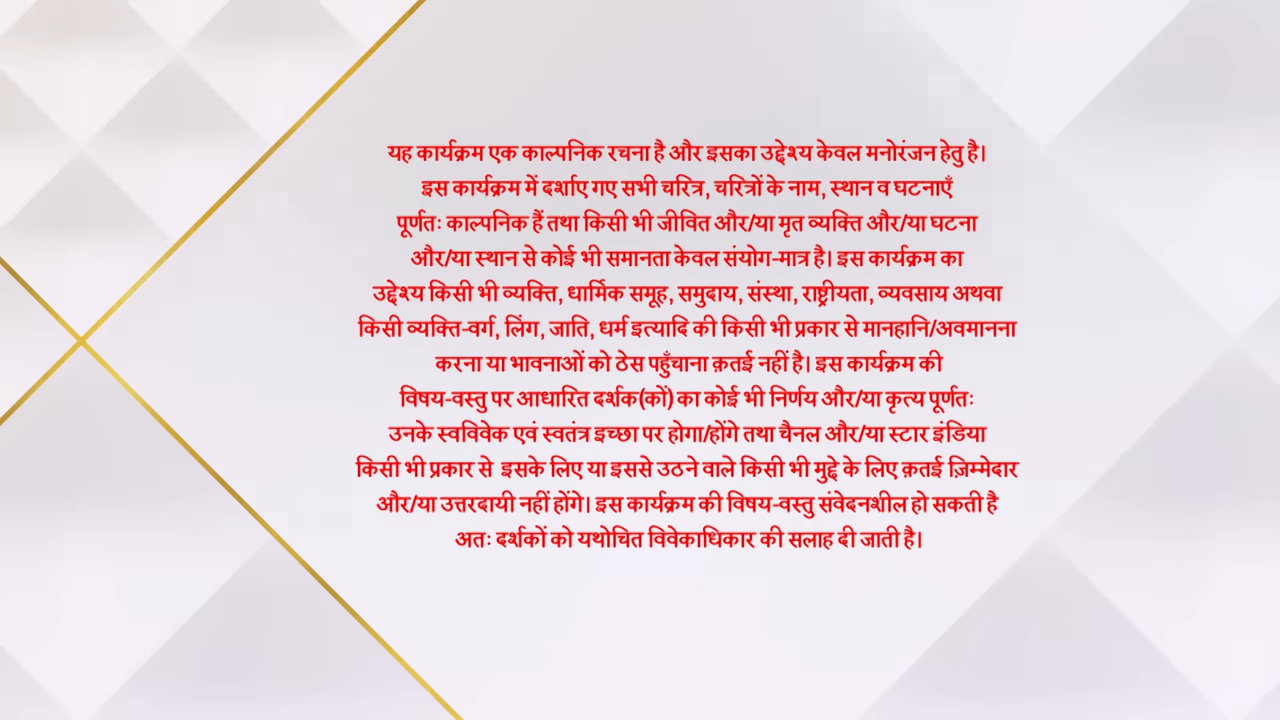 यह कार्यक्रम एक काल्पनिक रचना है और इसका उद्देश्य केवल मनोरंजन हेतु है।
इस कार्यक्रम में दर्शाए गए सभी चरित्र, चरित्रों के नाम, स्थान व घटनाएँ
पूर्णतः काल्पनिक हैं तथा किसी भी जीवित और/या मृत व्यक्ति और/या घटना
और/या स्थान से कोई भी समानता केवल संयोग-मात्र है। इस कार्यक्रम का
उद्देश्य किसी भी व्यक्ति, धार्मिक समूह, समुदाय, संस्था, राष्ट्रीयता, व्यवसाय अथवा
किसी व्यक्ति-वर्ग, लिंग, जाति, धर्म इत्यादि की किसी भी प्रकार से मानहानि/अवमानना
करना या भावनाओं को ठेस पहुँचाना क़तई नहीं है। इस कार्यक्रम की
विषय-वस्तु पर आधारित दर्शक(कों) का कोई भी निर्णय और/या कृत्य पूर्णतः
उनके स्वविवेक एवं स्वतंत्र इच्छा पर होगा/होंगे तथा चैनल और/या स्टार इंडिया
किसी भी प्रकार से इसके लिए या इससे उठने वाले किसी भी मुद्दे के लिए क़तई ज़िम्मेदार
और/या उत्तरदायी नहीं होंगे। इस कार्यक्रम की विषय-वस्तु संवेदनशील हो सकती है
अतः दर्शकों को यथोचित विवेकाधिकार की सलाह दी जाती है।